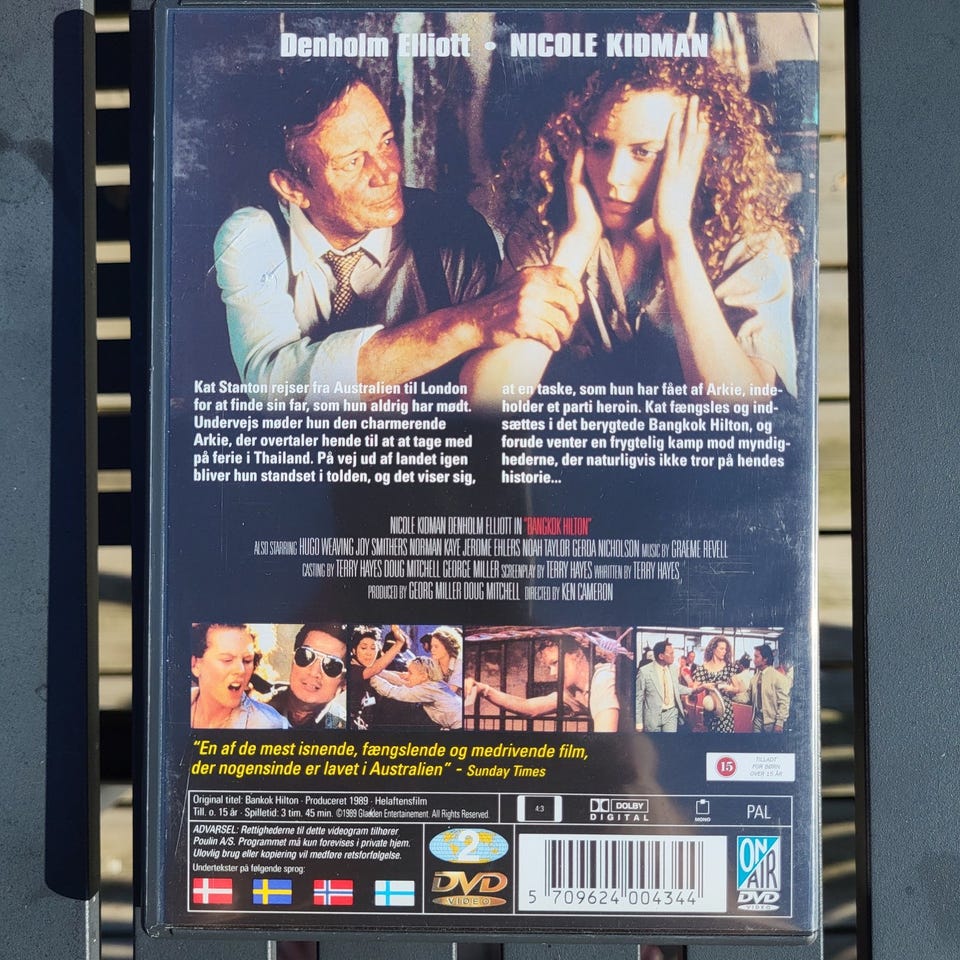 Denholm Elliott • NICOLE KIDMAN
Kat Stanton rejser fra Australien til London
for at finde sin far, som hun aldrig har mødt.
Undervejs møder hun den charmerende
Arkie, der overtaler hende til at at tage med
på ferie i Thailand. På vej ud af landet igen
bliver hun standset i tolden, og det viser sig,
at en taske, som hun har fået af Arkie, inde-
holder et parti heroin. Kat fængsles og ind-
sættes i det berygtede Bangkok Hilton, og
forude venter en frygtelig kamp mod myndig-
hederne, der naturligvis ikke tror på hendes
historie...
NICOLE KIDMAN DENHOLM ELLIOTT IN "BANGKOK HILTON"
ALSO STARRING HUGO WEAVING JOY SMITHERS NORMAN KAYE JEROME EHLERS NOAH TAYLOR GERDA NICHOLSON MUSIC BY GRAEME REVELL
CASTING BY TERRY HAYES DOUG MITCHELL GEORGE MILLER SCREENPLAY BY TERRY HAYES WHRITTEN BY TERRY HAYES
PRODUCED BY GEORG MILLER DOUG MITCHELL DIRECTED BY KEN CAMERON
"En af de mest isnende, fængslende og medrivende film,
der nogensinde er lavet i Australien" - Sunday Times
15
TILLADT
FOR BØRN
OVER 15 ÅR
Original titel: Bankok Hilton · Produceret 1989 · Helaftensfilm
Till. o. 15 år · Spilletid: 3 tim. 45 min. ©1989 Gladden Entertainement. All Rights Reserved.
4:3
DOLBY
DIGITAL
MONO
PAL
ADVARSEL: Rettighederne til dette videogram tilhører
Poulin A/S. Programmet må kun forevises i private hjem.
Ulovlig brug eller kopiering vil medføre retsforfølgelse.
Undertekster på følgende sprog:
2
DVD
VIDEO
5 709624 004344
ON
AIR
DVD
VIDEO